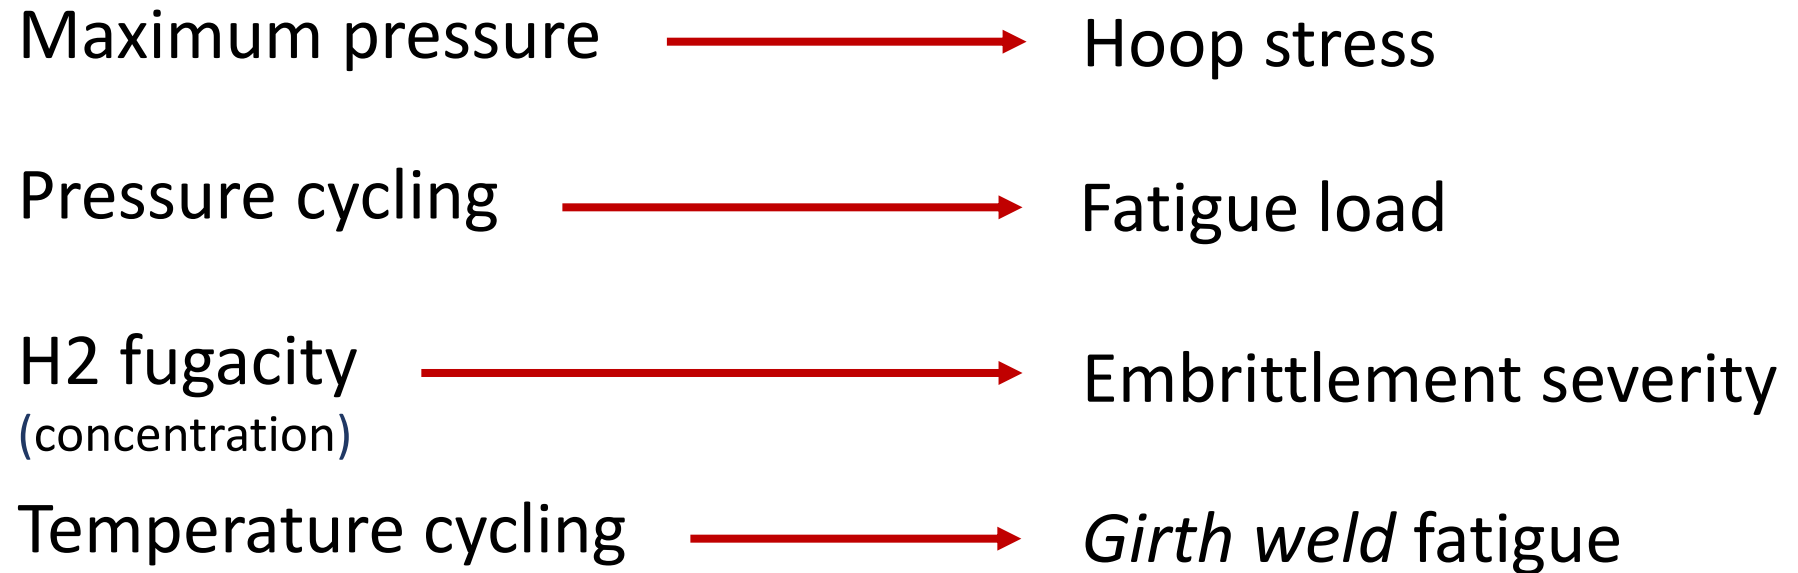 Maximum pressure
Hoop stress
Pressure cycling
Fatigue load
H2 fugacity
(concentration)
Embrittlement severity
Temperature cycling
Girth weld fatigue